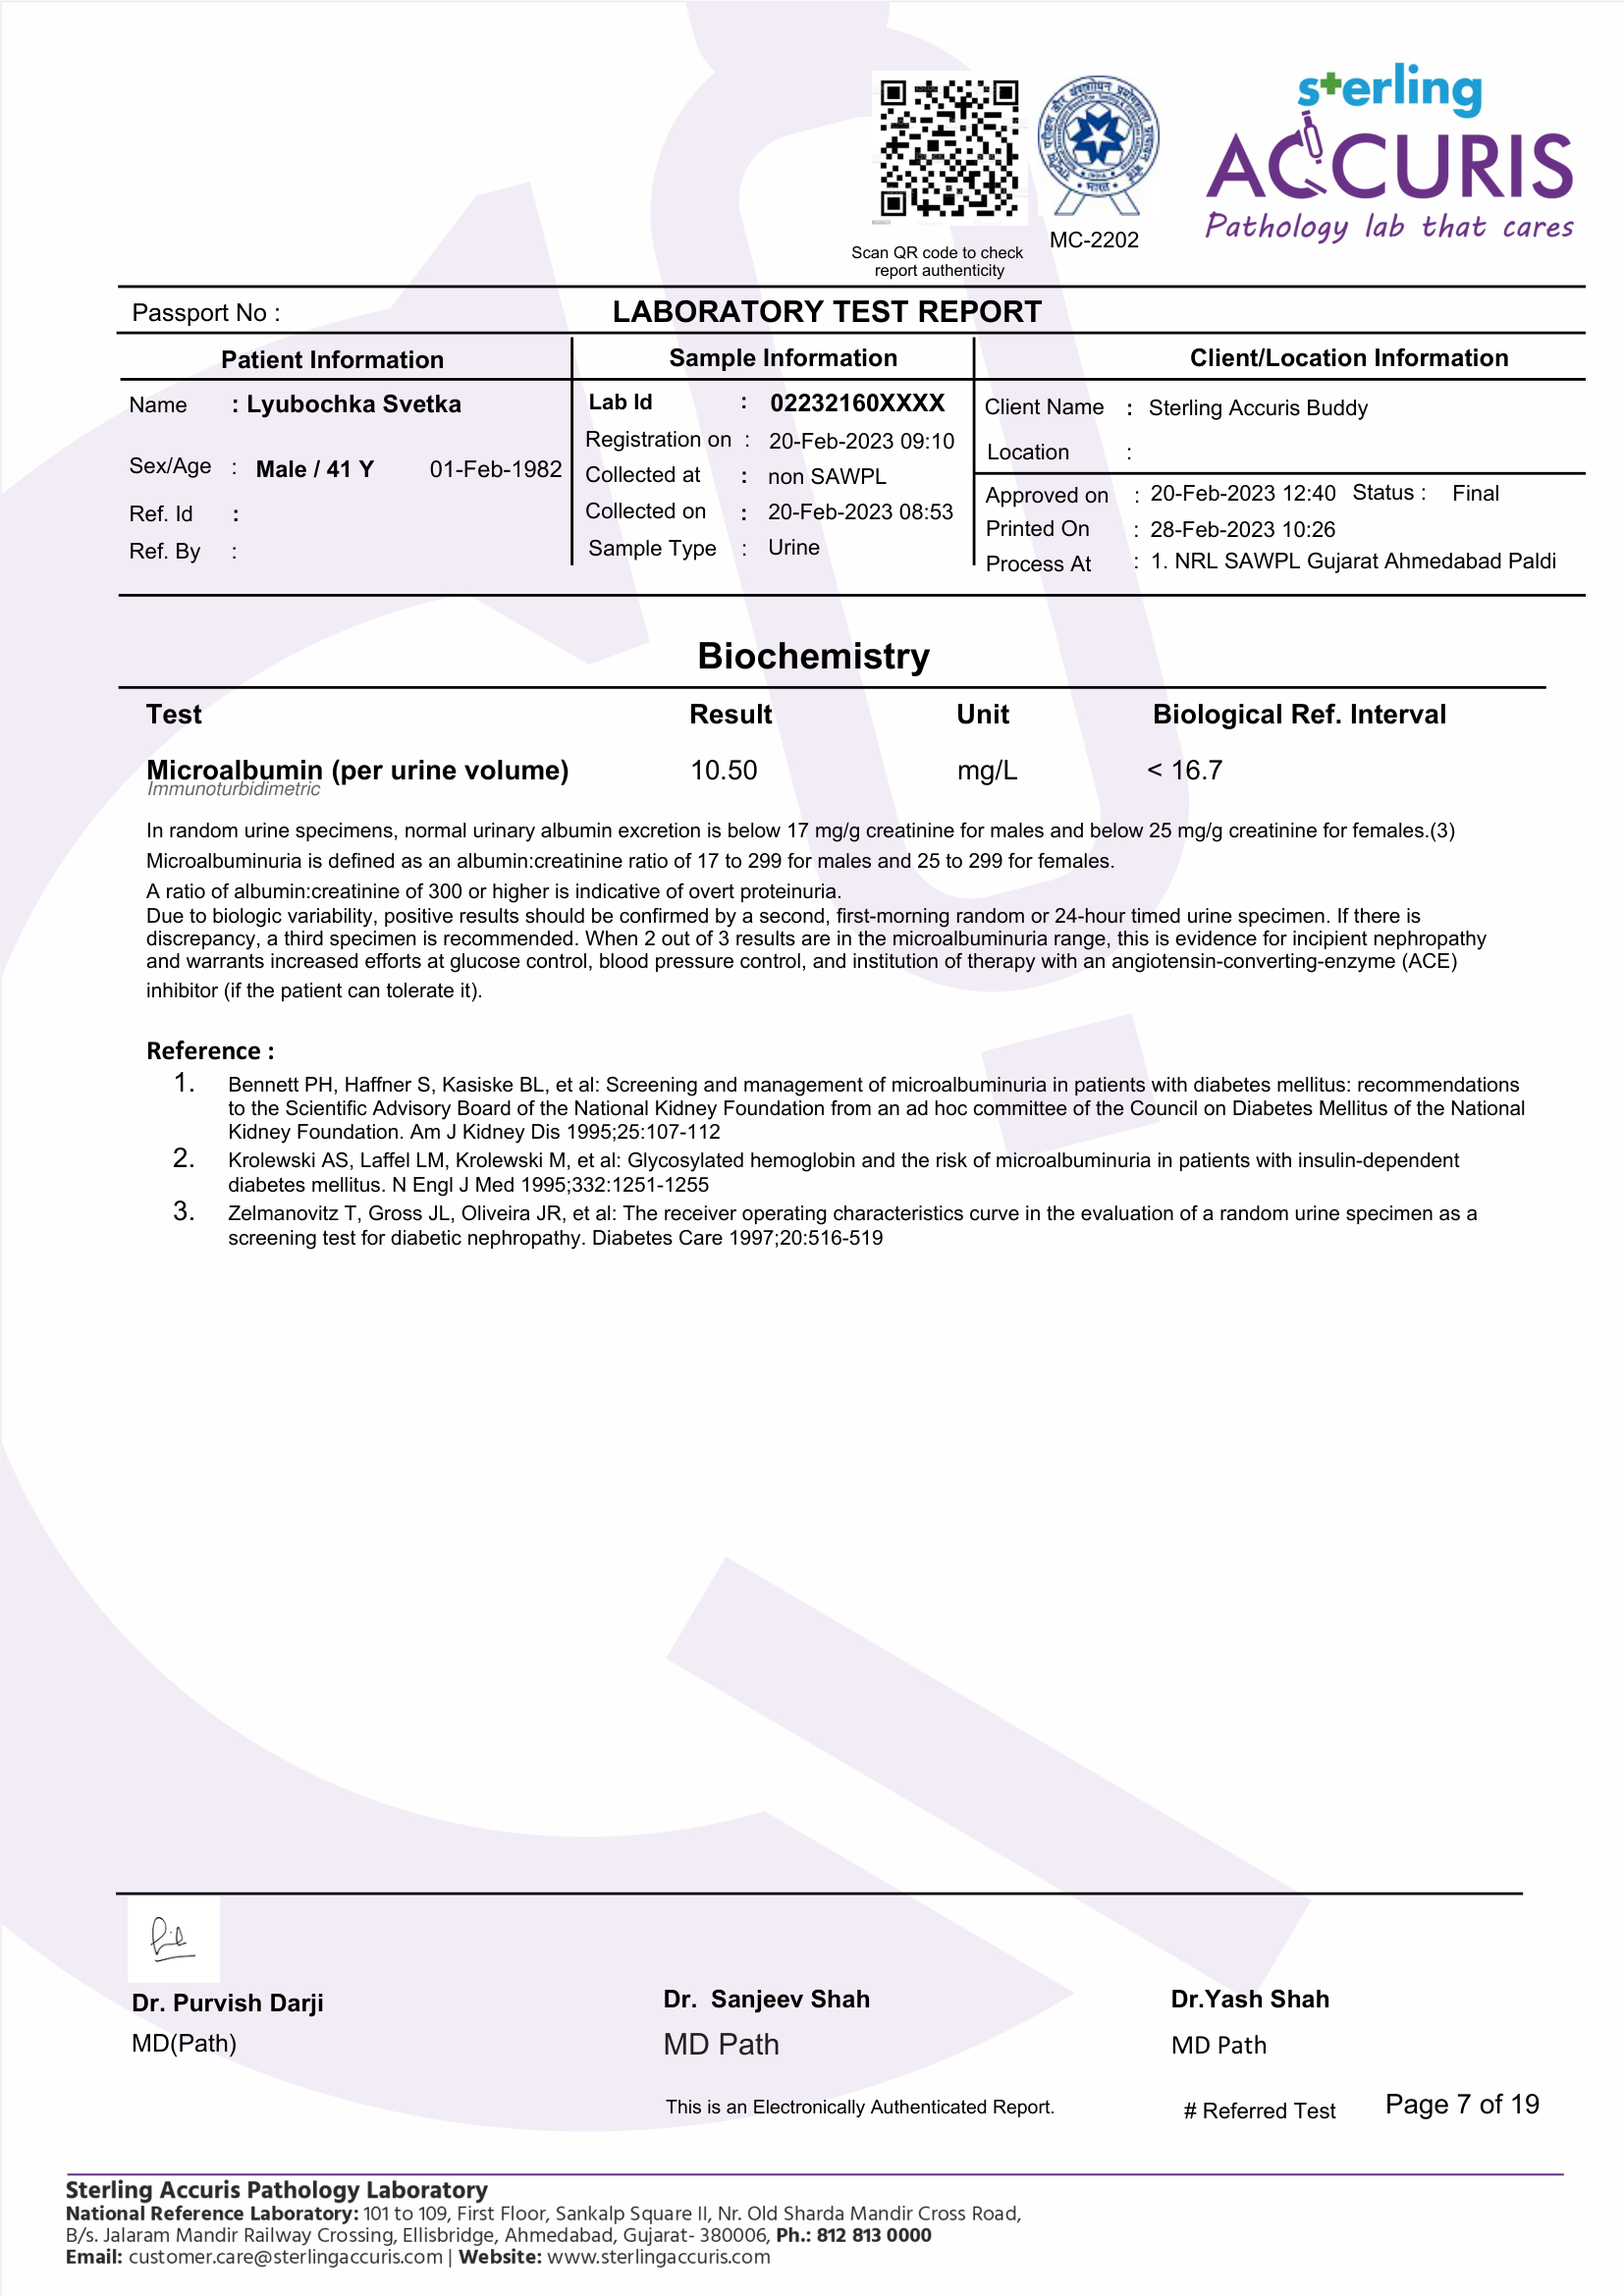 sterling
ACCURIS
Pathology lab that cares
Scan QR code to check
report authenticity
MC-2202
Passport No :
LABORATORY TEST REPORT
Patient Information
Sample Information
Client/Location Information
Name : Lyubochka Svetka
Lab Id : 02232160XXXX
Client Name : Sterling Accuris Buddy
Registration on : 20-Feb-2023 09:10
Location :
Sex/Age : Male / 41 Y 01-Feb-1982
Collected at : non SAWPL
Approved on : 20-Feb-2023 12:40 Status : Final
Ref. Id :
Collected on : 20-Feb-2023 08:53
Printed On : 28-Feb-2023 10:26
Ref. By :
Sample Type : Urine
Process At : 1. NRL SAWPL Gujarat Ahmedabad Paldi
Biochemistry
Test Result Unit Biological Ref. Interval
Microalbumin (per urine volume) 10.50 mg/L < 16.7
Immunoturbidimetric
In random urine specimens, normal urinary albumin excretion is below 17 mg/g creatinine for males and below 25 mg/g creatinine for females.(3)
Microalbuminuria is defined as an albumin:creatinine ratio of 17 to 299 for males and 25 to 299 for females.
A ratio of albumin:creatinine of 300 or higher is indicative of overt proteinuria.
Due to biologic variability, positive results should be confirmed by a second, first-morning random or 24-hour timed urine specimen. If there is
discrepancy, a third specimen is recommended. When 2 out of 3 results are in the microalbuminuria range, this is evidence for incipient nephropathy
and warrants increased efforts at glucose control, blood pressure control, and institution of therapy with an angiotensin-converting-enzyme (ACE)
inhibitor (if the patient can tolerate it).
Reference :
1. Bennett PH, Haffner S, Kasiske BL, et al: Screening and management of microalbuminuria in patients with diabetes mellitus: recommendations
to the Scientific Advisory Board of the National Kidney Foundation from an ad hoc committee of the Council on Diabetes Mellitus of the National
Kidney Foundation. Am J Kidney Dis 1995;25:107-112
2. Krolewski AS, Laffel LM, Krolewski M, et al: Glycosylated hemoglobin and the risk of microalbuminuria in patients with insulin-dependent
diabetes mellitus. N Engl J Med 1995;332:1251-1255
3. Zelmanovitz T, Gross JL, Oliveira JR, et al: The receiver operating characteristics curve in the evaluation of a random urine specimen as a
screening test for diabetic nephropathy. Diabetes Care 1997;20:516-519
Dr. Purvish Darji
MD(Path)
Dr. Sanjeev Shah
MD Path
Dr.Yash Shah
MD Path
This is an Electronically Authenticated Report.
# Referred Test
Page 7 of 19
Sterling Accuris Pathology Laboratory
National Reference Laboratory: 101 to 109, First Floor, Sankalp Square II, Nr. Old Sharda Mandir Cross Road,
B/s. Jalaram Mandir Railway Crossing, Ellisbridge, Ahmedabad, Gujarat- 380006, Ph.: 812 813 0000
Email: customer.care@sterlingaccuris.com | Website: www.sterlingaccuris.com